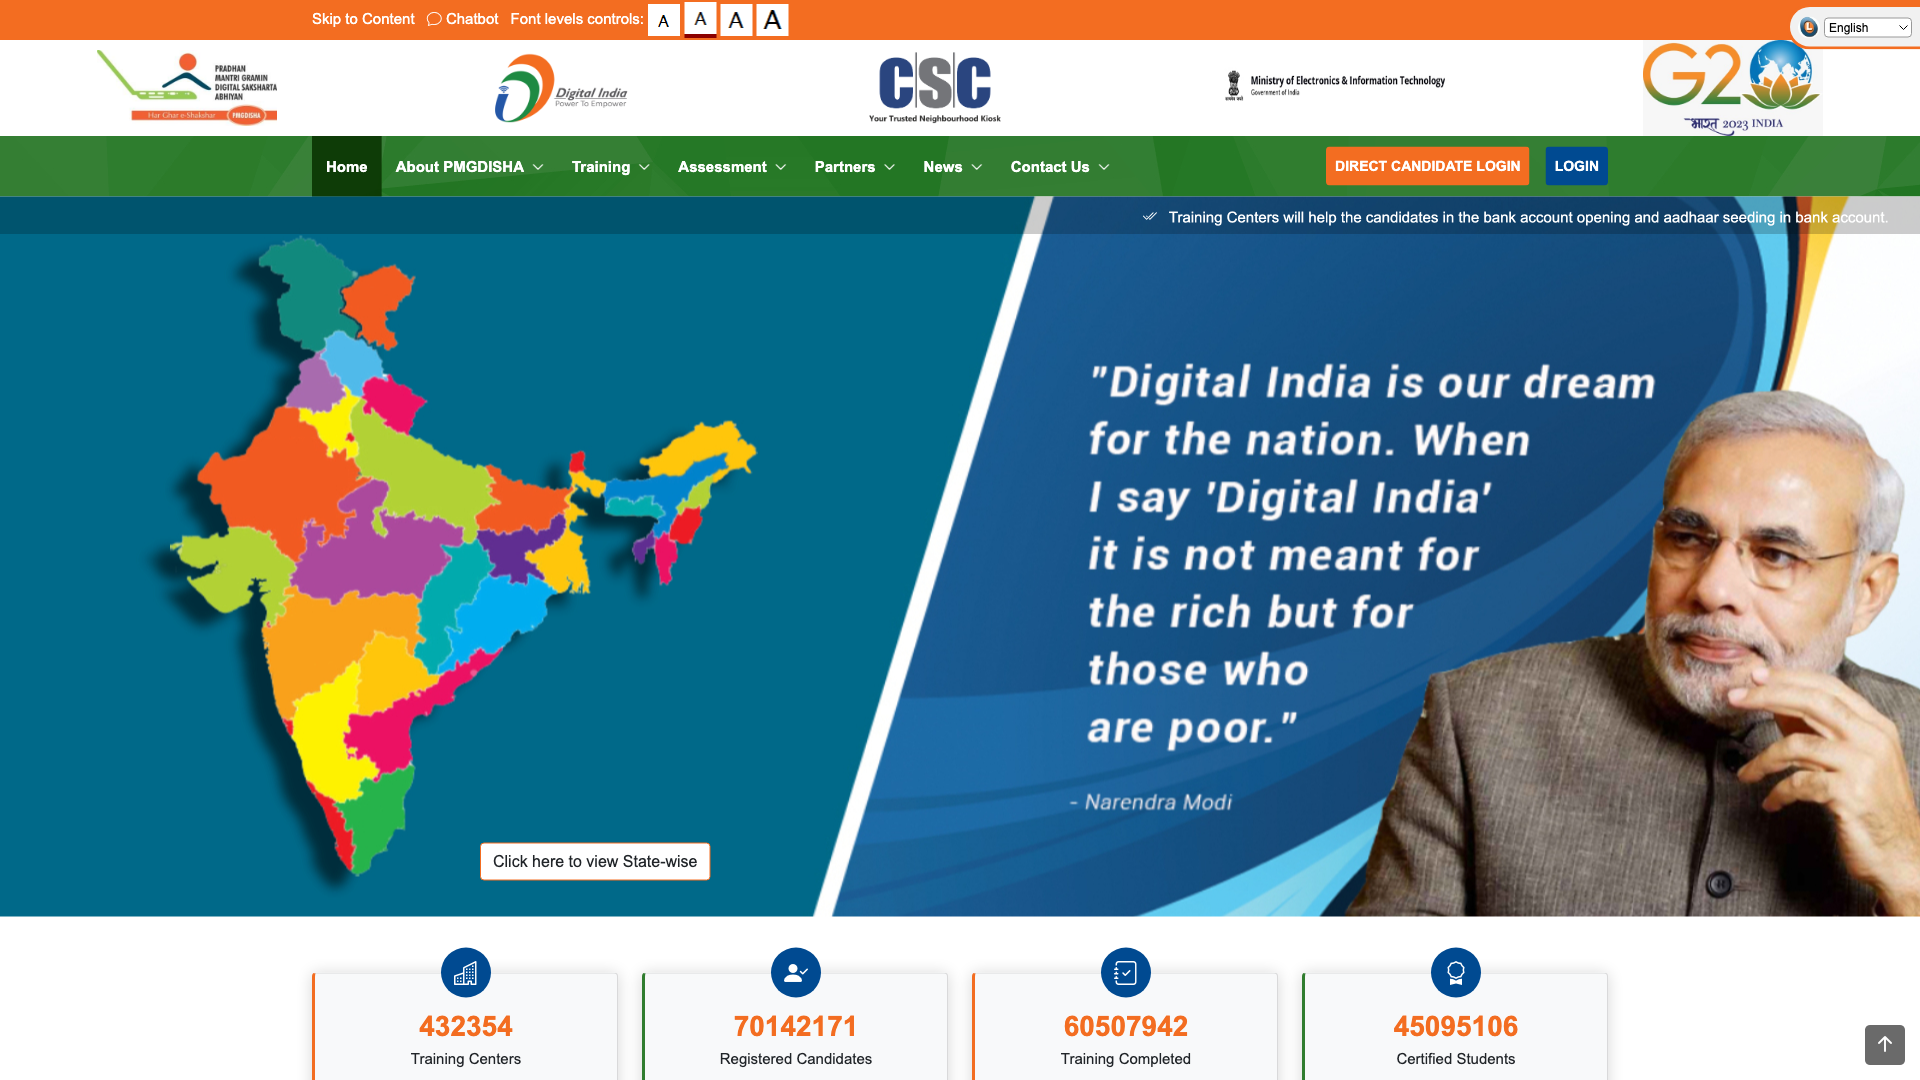 Skip to Content Chatbot Font levels controls: A A A A
English
PRADHAN
MANTRI GRAMIN
DIGITAL SAKSHARTA
ABHIYAN
Har Ghar e-Shakshar PMGDISHA
Digital India
Power To Empower
CSC
Your Trusted Neighbourhood Kiosk
सत्यमेव जयते
Ministry of Electronics & Information Technology
Government of India
G20
भारत 2023 INDIA
Home About PMGDISHA Training Assessment Partners News Contact Us DIRECT CANDIDATE LOGIN LOGIN
Training Centers will help the candidates in the bank account opening and aadhaar seeding in bank account.
"Digital India is our dream
for the nation. When
I say 'Digital India'
it is not meant for
the rich but for
those who
are poor."
- Narendra Modi
Click here to view State-wise
432354
Training Centers
70142171
Registered Candidates
60507942
Training Completed
45095106
Certified Students